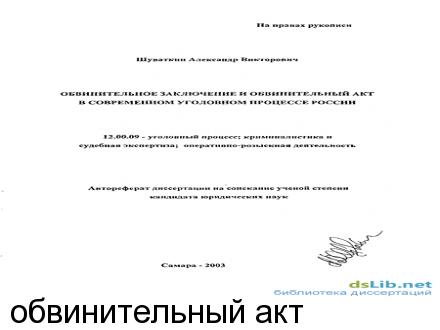 На правах рукописи
Шуваткин Александр Викторович
ОБВИНИТЕЛЬНОЕ ЗАКЛЮЧЕНИЕ И ОБВИНИТЕЛЬНЫЙ АКТ
В СОВРЕМЕННОМ УГОЛОВНОМ ПРОЦЕССЕ РОССИИ
12.00.09 - уголовный процесс; криминалистика и
судебная экспертиза; оперативно-розыскная деятельность
Автореферат диссертации на соискание ученой степени
кандидата юридических наук
Самара - 2003
dsLib.net
библиотека диссертаций
обвинительный акт